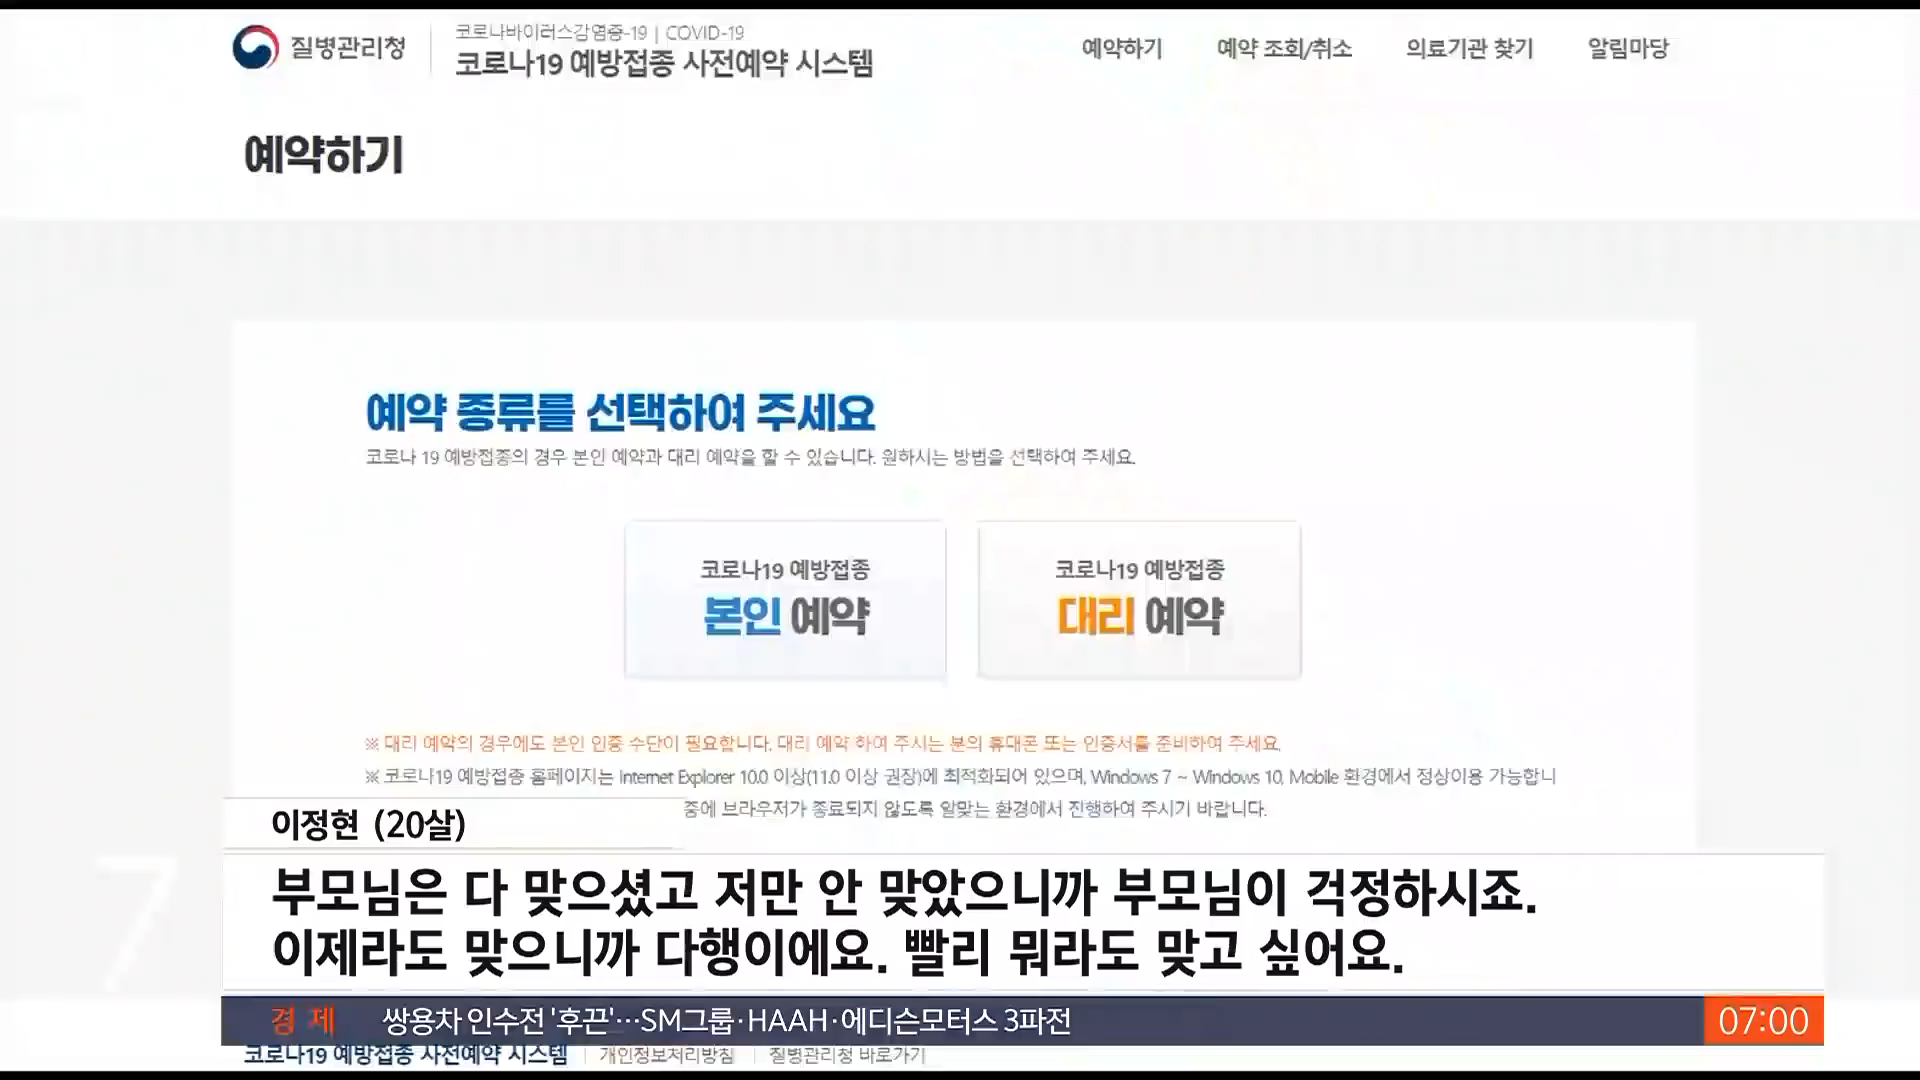 질병관리청
코로나바이러스감염증-19 | COVID-19
코로나19 예방접종 사전예약 시스템
예약하기 예약 조회/취소 의료기관 찾기 알림마당
예약하기
예약 종류를 선택하여 주세요
코로나 19 예방접종의 경우 본인 예약과 대리 예약을 할 수 있습니다. 원하시는 방법을 선택하여 주세요.
코로나19 예방접종
본인 예약
코로나19 예방접종
대리 예약
※ 대리 예약의 경우에도 본인 인증 수단이 필요합니다. 대리 예약 하여 주시는 분의 휴대폰 또는 인증서를 준비하여 주세요.
※ 코로나19 예방접종 홈페이지는 Internet Explorer 10.0 이상(11.0 이상 권장)에 최적화되어 있으며, Windows 7 ~ Windows 10, Mobile 환경에서 정상이용 가능합니
중에 브라우저가 종료되지 않도록 알맞는 환경에서 진행하여 주시기 바랍니다.
이정현 (20살)
부모님은 다 맞으셨고 저만 안 맞았으니까 부모님이 걱정하시죠.
이제라도 맞으니까 다행이에요. 빨리 뭐라도 맞고 싶어요.
7
경제 쌍용차 인수전 '후끈'…SM그룹·HAAH·에디슨모터스 3파전 07:00
코로나19 예방접종 사전예약 시스템 | 개인정보처리방침 | 질병관리청 바로가기